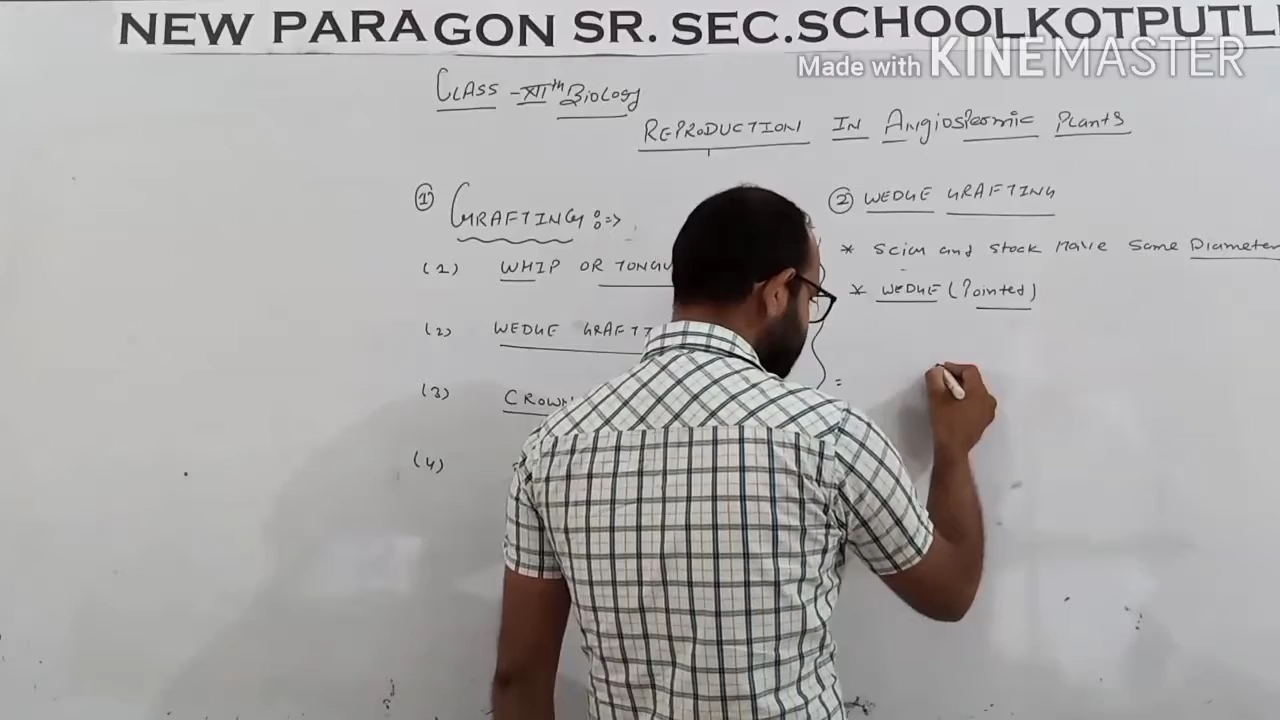 NEW PARAGON SR. SEC.SCHOOLKOTPUTLI
Made with KINEMASTER
CLASS - XIIth Biology
REPRODUCTION IN Angiospermic Plants
① GRAFTING :⇒
(1) WHIP OR TONGU
(2) WEDGE GRAFTI
(3) CROWN
(4)
② WEDGE GRAFTING
* Scion and Stock Have Same Diameter
* WEDGE (Pointed)